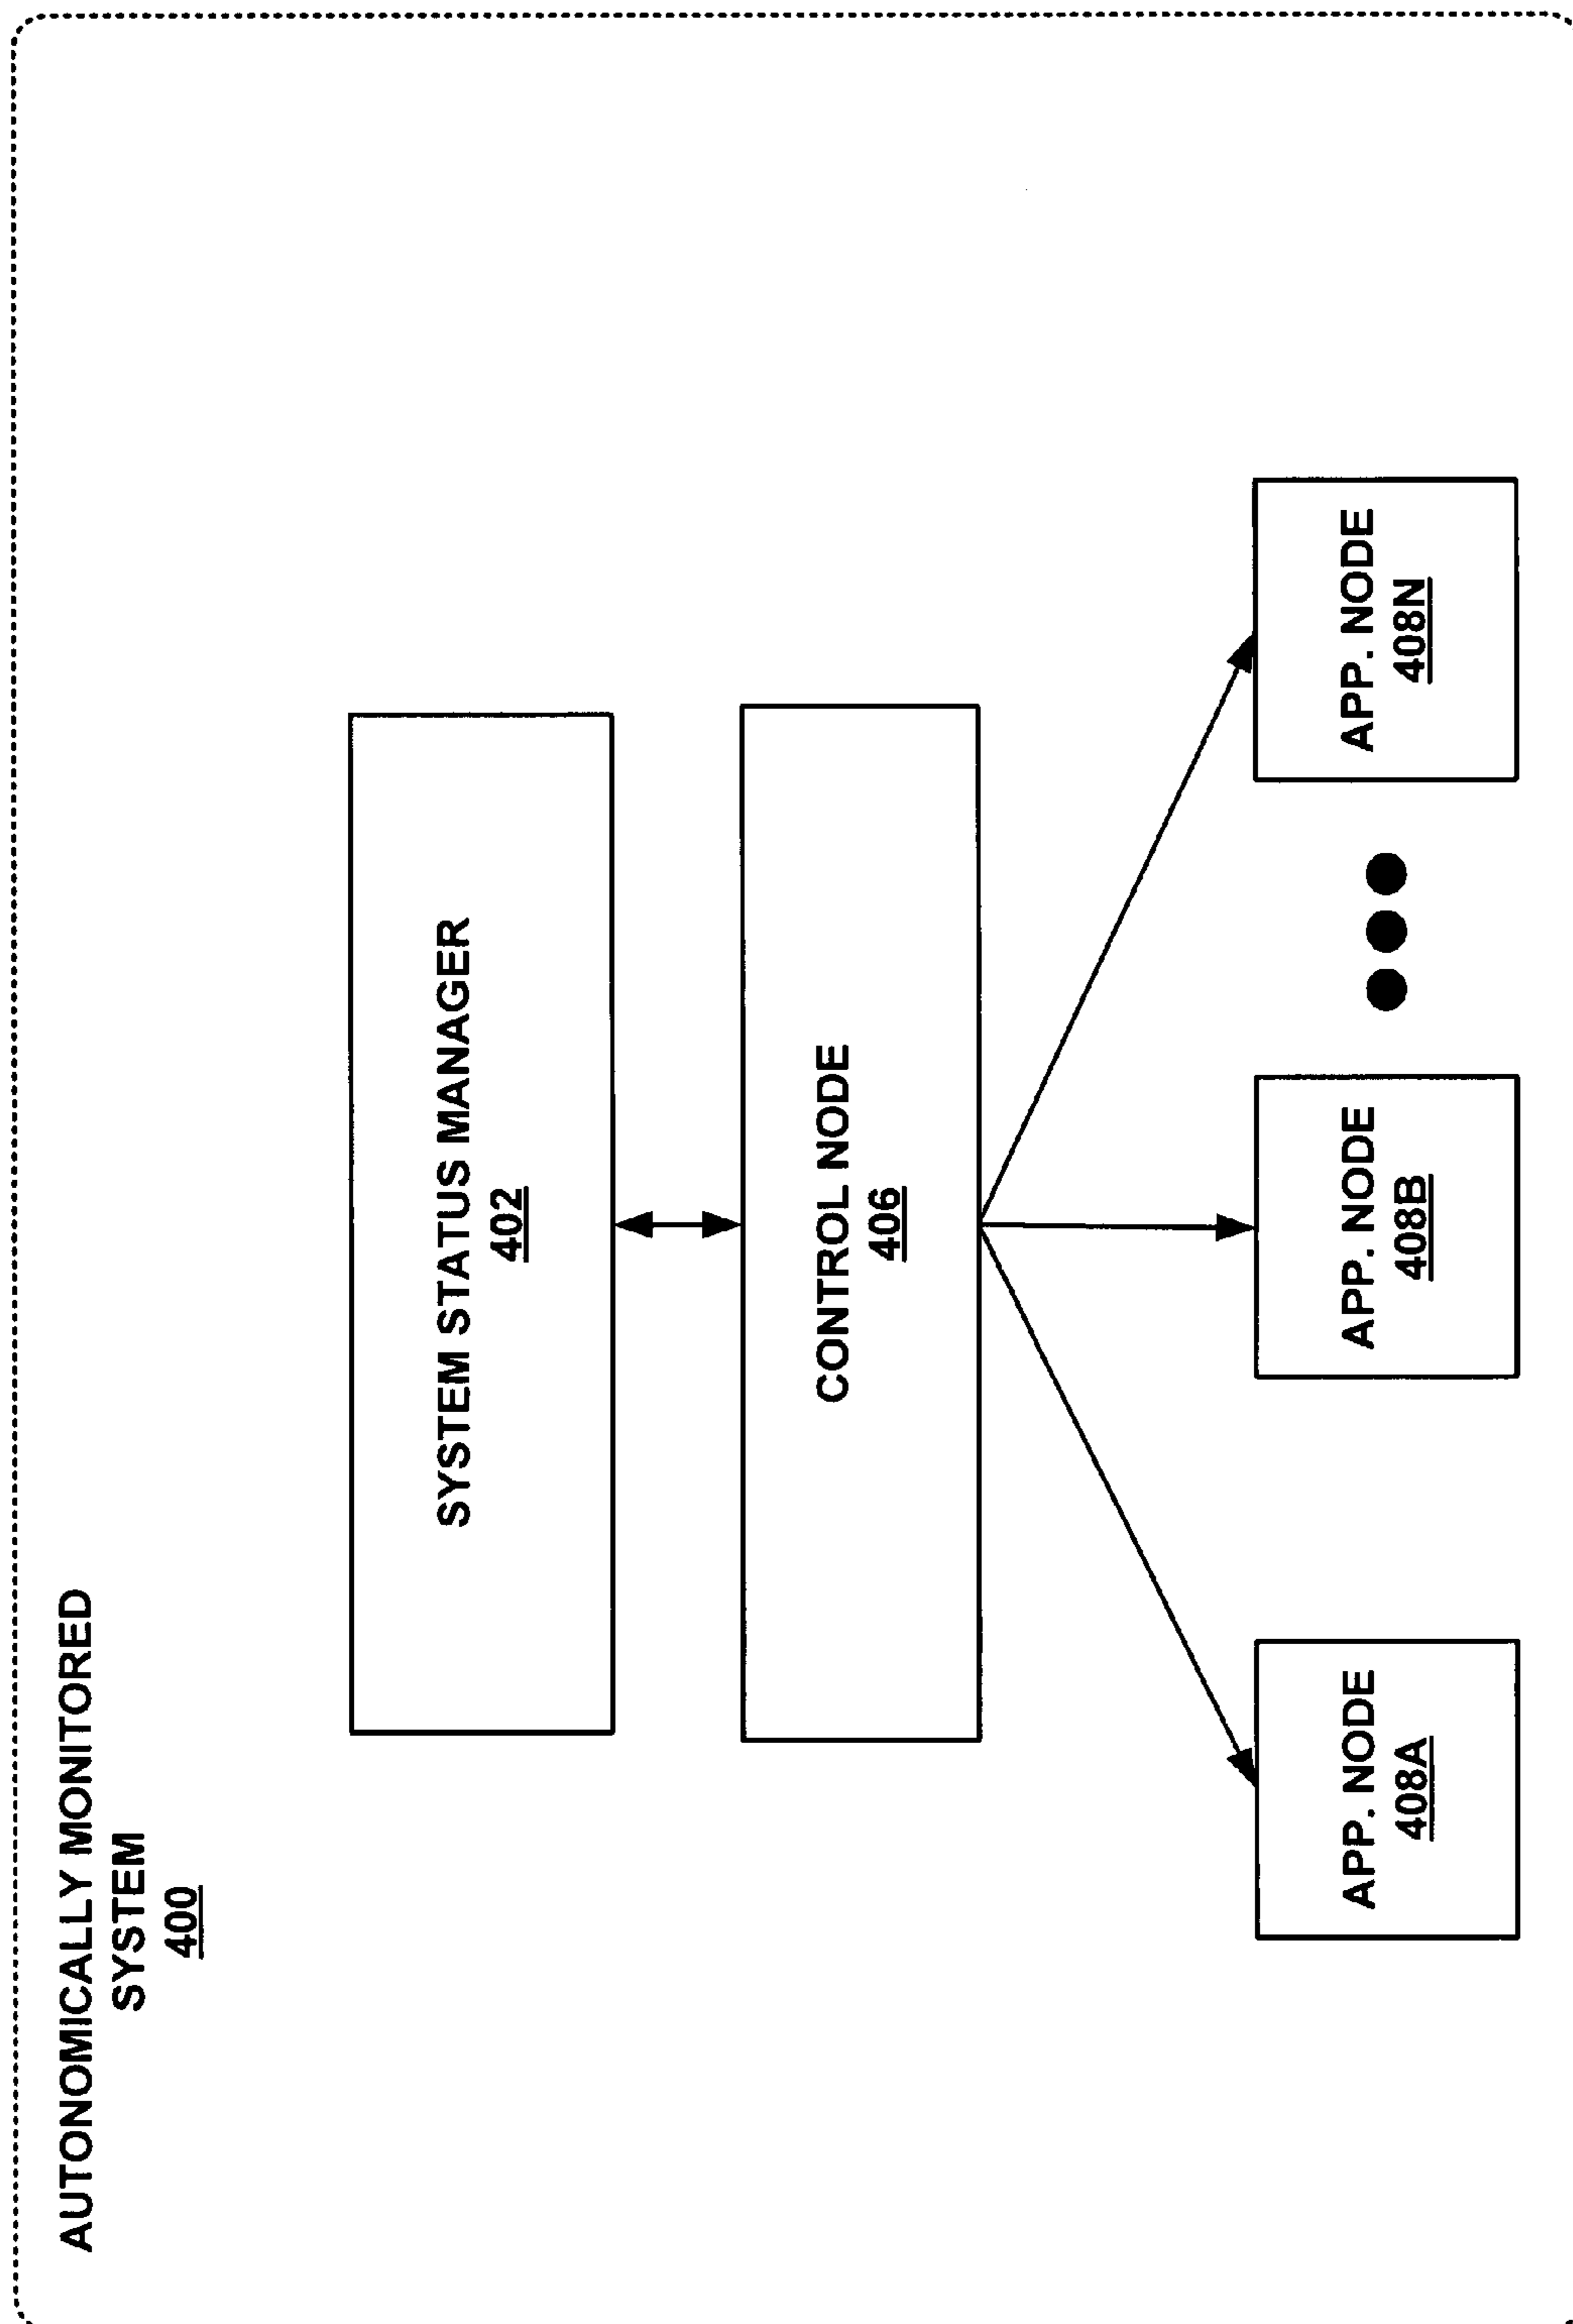 AUTONOMICALLY MONITORED
SYSTEM
400
SYSTEM STATUS MANAGER
402
CONTROL NODE
406
APP. NODE
408A
APP. NODE
408B
APP. NODE
408N